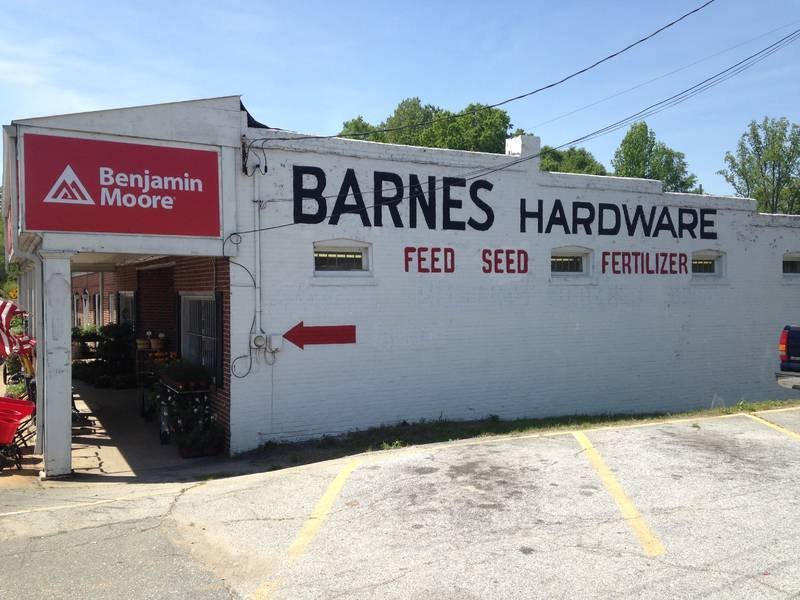 Benjamin
Moore®
BARNES HARDWARE
FEED SEED FERTILIZER